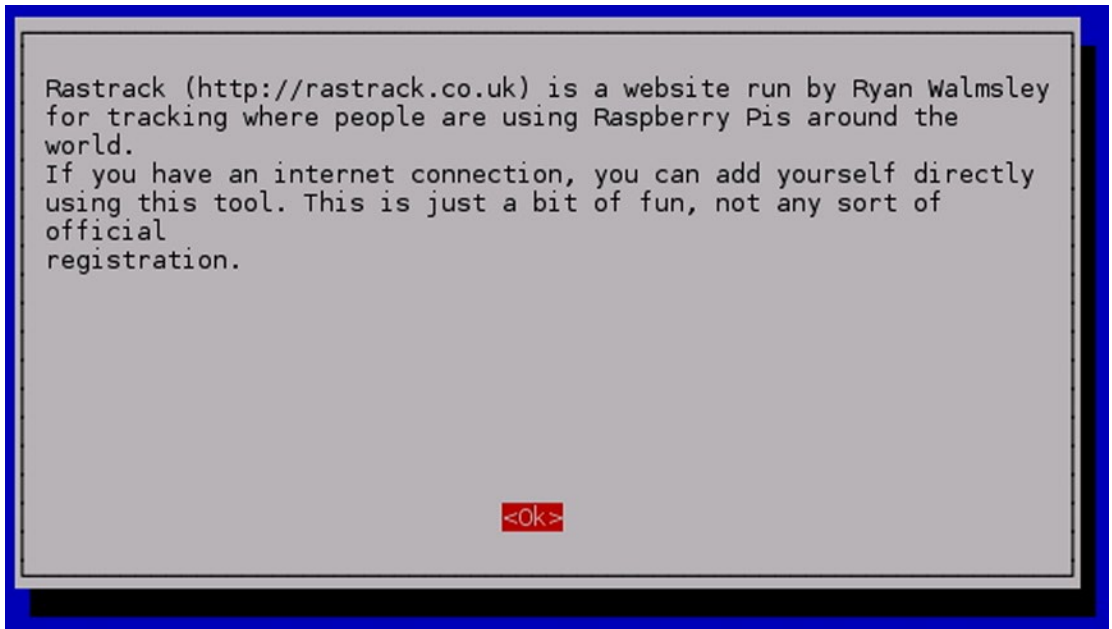 Rastrack (http://rastrack.co.uk) is a website run by Ryan Walmsley
for tracking where people are using Raspberry Pis around the
world.
If you have an internet connection, you can add yourself directly
using this tool. This is just a bit of fun, not any sort of
official
registration.
<Ok>